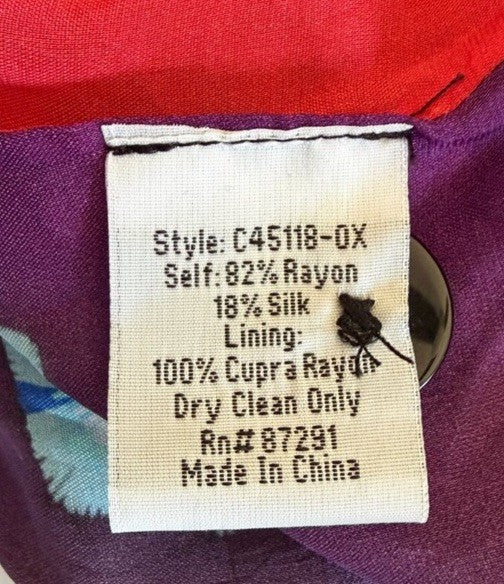 Style: C45118-0X
Self: 82% Rayon
18% Silk
Lining:
100% Cupra Rayon
Dry Clean Only
Rn# 87291
Made In China